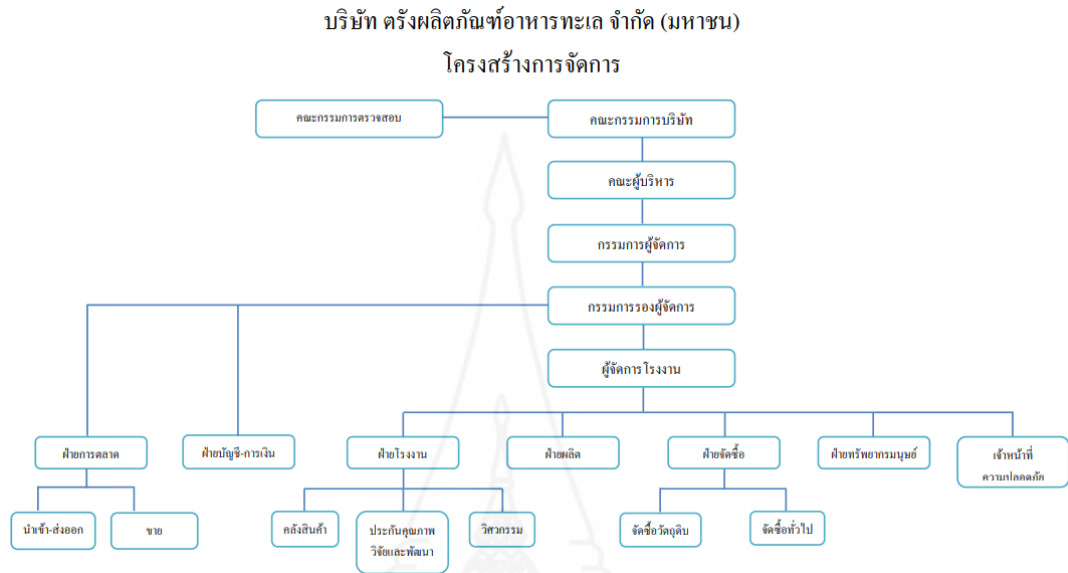 บริษัท ตรังผลิตภัณฑ์อาหารทะเล จำกัด (มหาชน)
โครงสร้างการจัดการ
คณะกรรมการตรวจสอบ
คณะกรรมการบริษัท
คณะผู้บริหาร
กรรมการผู้จัดการ
กรรมการรองผู้จัดการ
ผู้จัดการโรงงาน
ฝ่ายการตลาด
ฝ่ายบัญชี-การเงิน
ฝ่ายโรงงาน
ฝ่ายผลิต
ฝ่ายจัดซื้อ
ฝ่ายทรัพยากรมนุษย์
เจ้าหน้าที่
ความปลอดภัย
นำเข้า-ส่งออก
ขาย
คลังสินค้า
ประกันคุณภาพ
วิจัยและพัฒนา
วิศวกรรม
จัดซื้อวัตถุดิบ
จัดซื้อทั่วไป